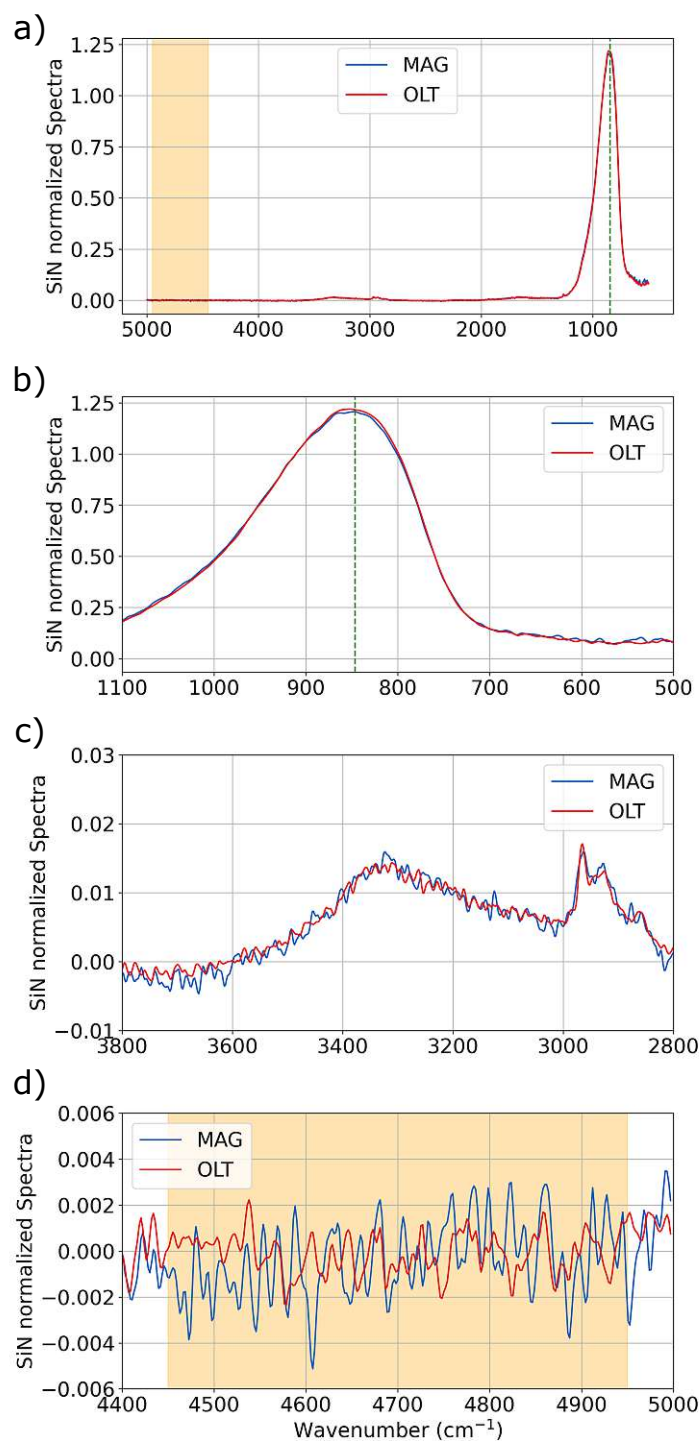 a)
SiN normalized Spectra
1.25
1.00
0.75
0.50
0.25
0.00
MAG
OLT
5000 4000 3000 2000 1000
b)
SiN normalized Spectra
1.25
1.00
0.75
0.50
0.25
0.00
MAG
OLT
1100 1000 900 800 700 600 500
c)
SiN normalized Spectra
0.03
0.02
0.01
0.00
−0.01
MAG
OLT
3800 3600 3400 3200 3000 2800
d)
SiN normalized Spectra
0.006
0.004
0.002
0.000
−0.002
−0.004
−0.006
MAG
OLT
4400 4500 4600 4700 4800 4900 5000
Wavenumber (cm⁻¹)